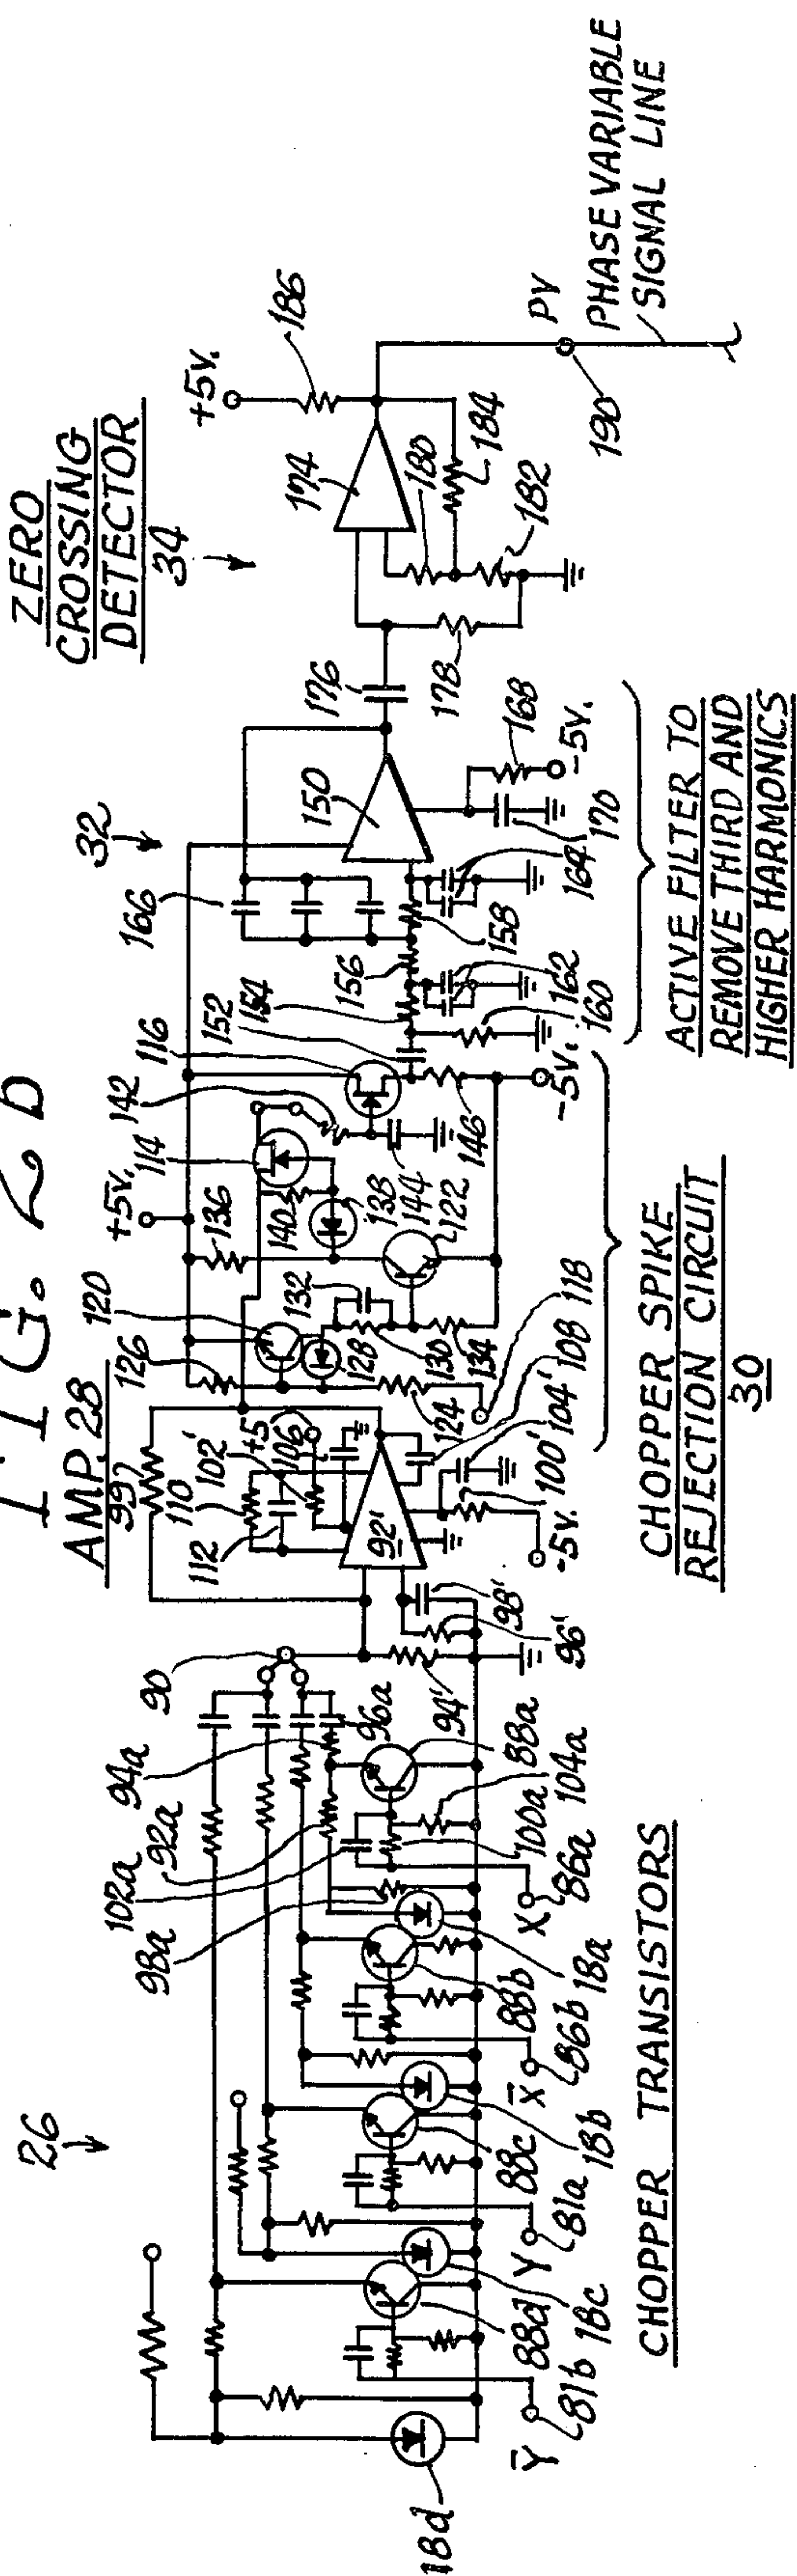 FIG. 2b
26
AMP. 28
32
ZERO
CROSSING
DETECTOR
34
18d
Y̅
81b
88d
18c
Y
81a
88c
18b
X̅
86b
88b
18a
X
86a
98a
102a
92a
94a
90
96a
94'
88a
104a
100a
CHOPPER TRANSISTORS
99
110
112
102'
+5
106
92'
96'
98'
-5V.
100'
104'
108
118
126
120
+5V.
136
114
142
116
124
128
132
130
134
140
138
144
122
146
-5V.
CHOPPER SPIKE
REJECTION CIRCUIT
30
152
154
156
158
160
162
164
166
150
168
170
-5V.
ACTIVE FILTER TO
REMOVE THIRD AND
HIGHER HARMONICS
176
178
174
180
182
184
+5V.
186
190
PV
PHASE VARIABLE
SIGNAL LINE